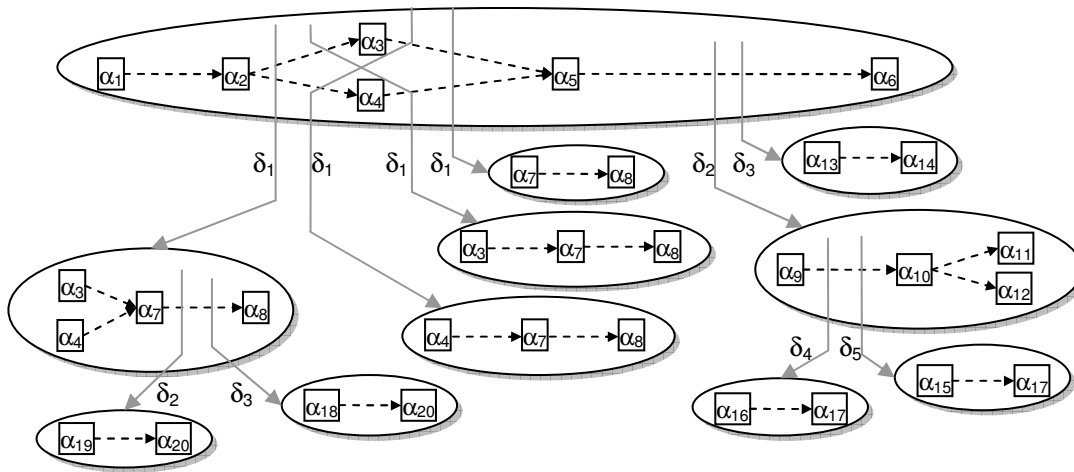 α3
α1 α2 α5 α6
α4
δ1 δ1 δ1 δ1 δ2 δ3
α13 α14
α7 α8
α3 α7 α8
α11
α9 α10
α12
α3
α7 α8
α4
α4 α7 α8
δ4 δ5
α15 α17
δ2 δ3
α18 α20
α16 α17
α19 α20